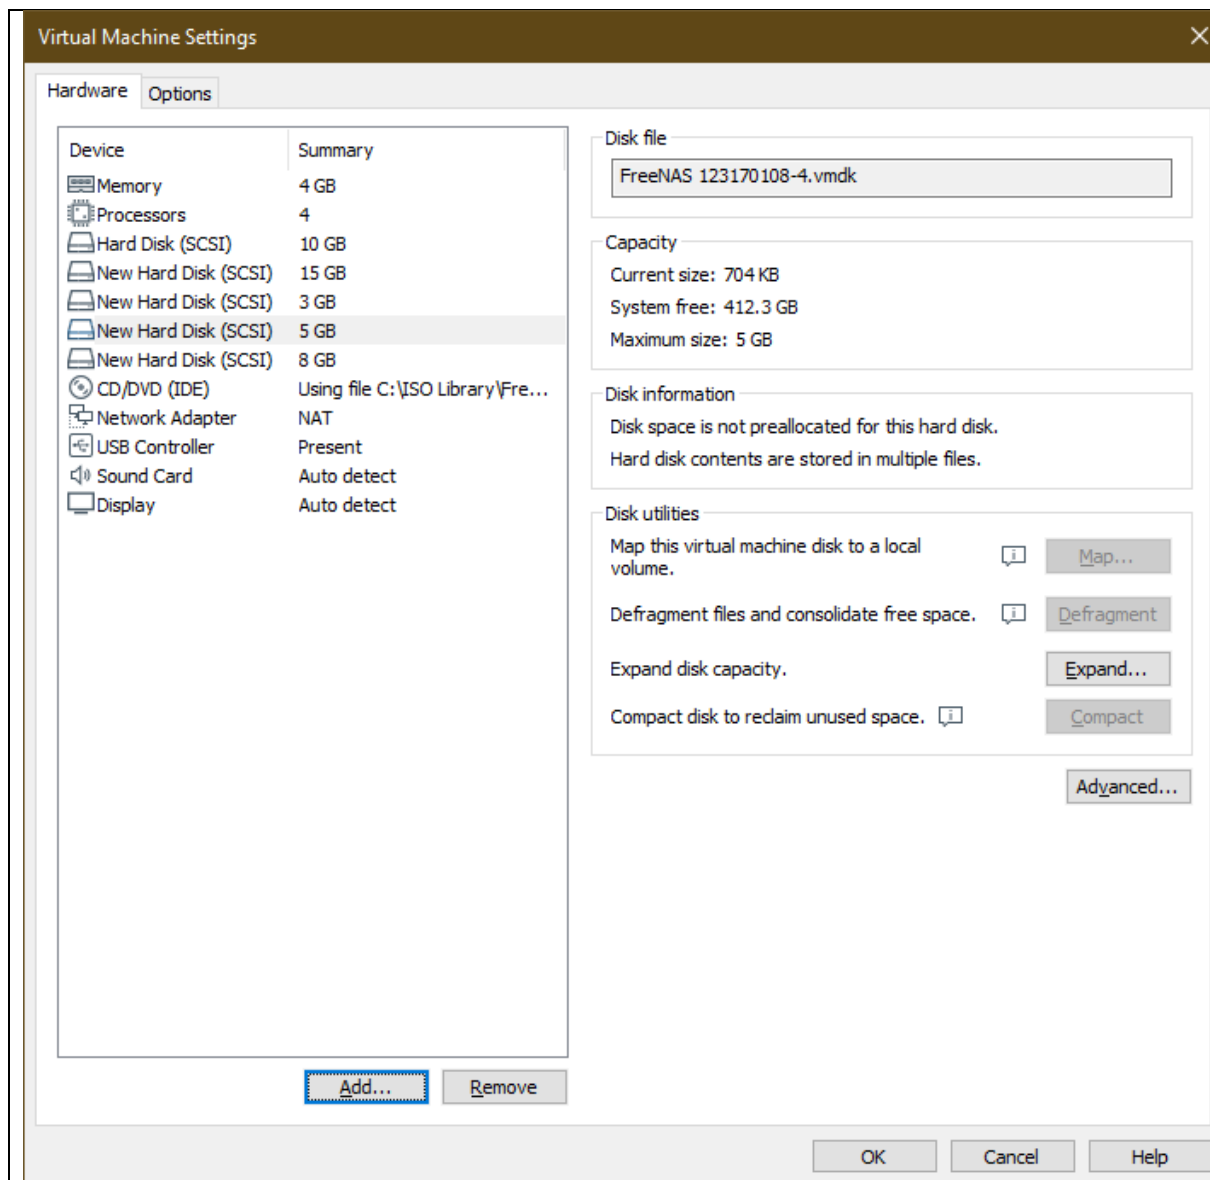 Virtual Machine Settings
Hardware Options
Device Summary
Memory 4 GB
Processors 4
Hard Disk (SCSI) 10 GB
New Hard Disk (SCSI) 15 GB
New Hard Disk (SCSI) 3 GB
New Hard Disk (SCSI) 5 GB
New Hard Disk (SCSI) 8 GB
CD/DVD (IDE) Using file C:\ISO Library\Fre...
Network Adapter NAT
USB Controller Present
Sound Card Auto detect
Display Auto detect
Add... Remove
Disk file
FreeNAS 123170108-4.vmdk
Capacity
Current size: 704 KB
System free: 412.3 GB
Maximum size: 5 GB
Disk information
Disk space is not preallocated for this hard disk.
Hard disk contents are stored in multiple files.
Disk utilities
Map this virtual machine disk to a local
volume.
Map...
Defragment files and consolidate free space. Defragment
Expand disk capacity. Expand...
Compact disk to reclaim unused space. Compact
Advanced...
OK Cancel Help